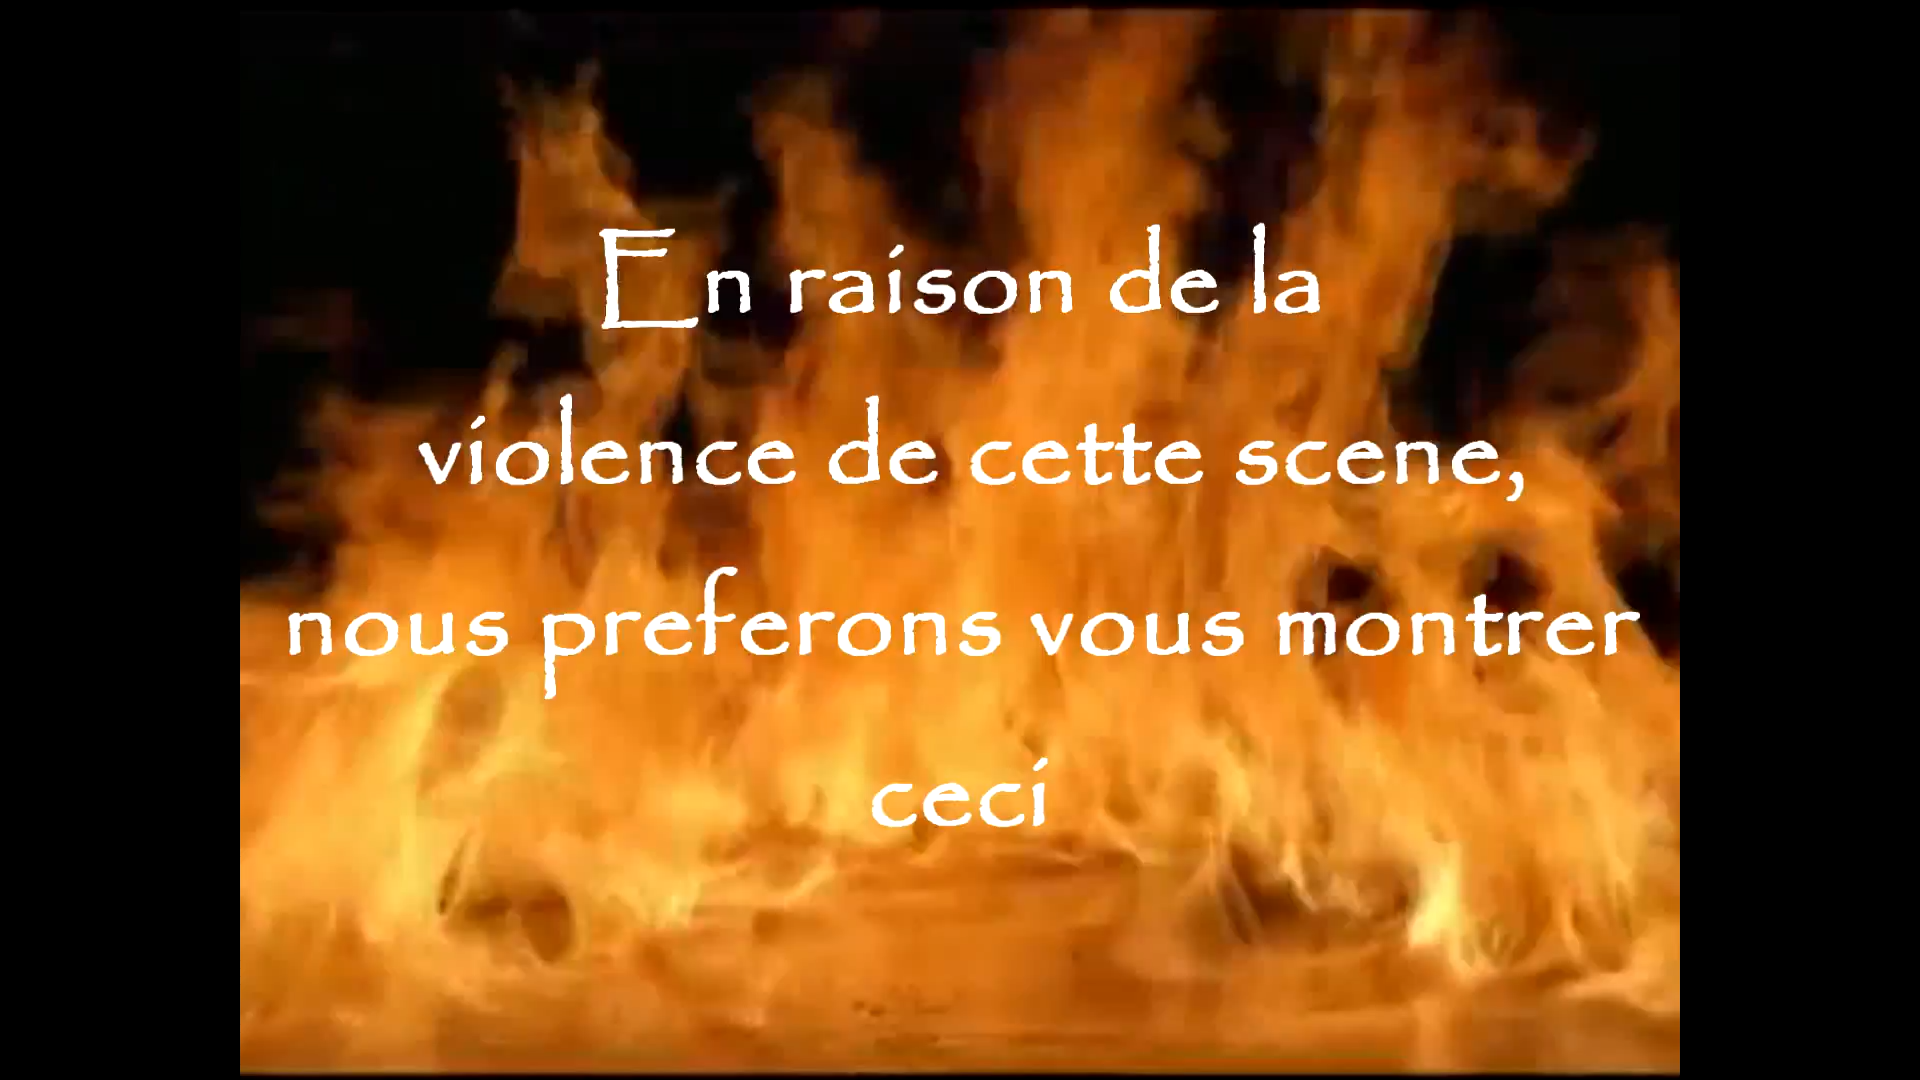 En raison de la
violence de cette scene,
nous preferons vous montrer
ceci